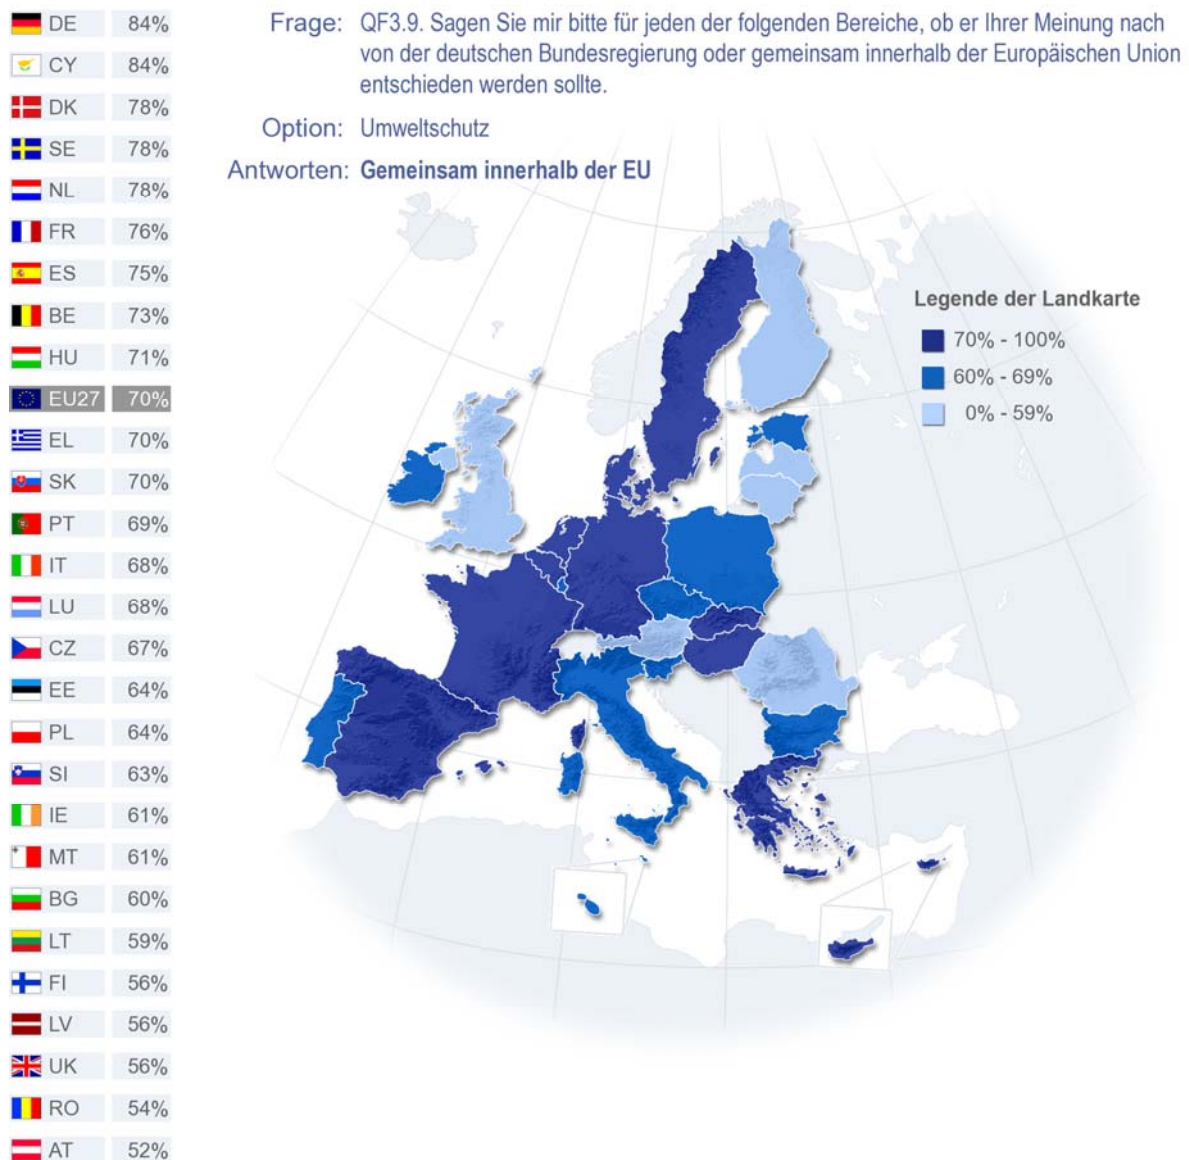 DE 84%
CY 84%
DK 78%
SE 78%
NL 78%
FR 76%
ES 75%
BE 73%
HU 71%
EU27 70%
EL 70%
SK 70%
PT 69%
IT 68%
LU 68%
CZ 67%
EE 64%
PL 64%
SI 63%
IE 61%
MT 61%
BG 60%
LT 59%
FI 56%
LV 56%
UK 56%
RO 54%
AT 52%
Frage: QF3.9. Sagen Sie mir bitte für jeden der folgenden Bereiche, ob er Ihrer Meinung nach
von der deutschen Bundesregierung oder gemeinsam innerhalb der Europäischen Union
entschieden werden sollte.
Option: Umweltschutz
Antworten: Gemeinsam innerhalb der EU
Legende der Landkarte
70% - 100%
60% - 69%
0% - 59%